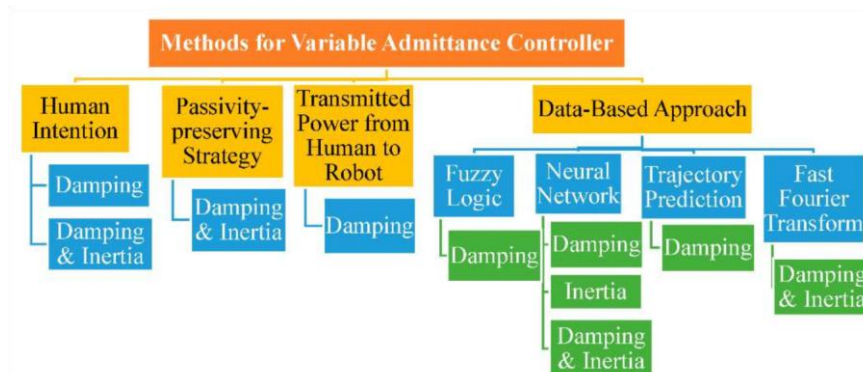 Methods for Variable Admittance Controller
Human
Intention
Damping
Damping
& Inertia
Passivity-
preserving
Strategy
Damping
& Inertia
Transmitted
Power from
Human to
Robot
Damping
Data-Based Approach
Fuzzy
Logic
Damping
Neural
Network
Damping
Inertia
Damping
& Inertia
Trajectory
Prediction
Damping
Fast
Fourier
Transform
Damping
& Inertia